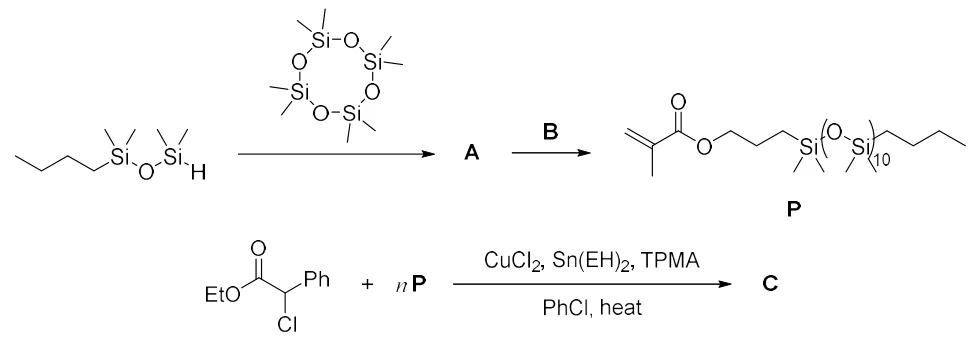 Si O Si H
Si O Si O Si O Si O
A
B
O O Si ( O Si ) 10
P
O EtO Ph Cl
+ n P
CuCl₂, Sn(EH)₂, TPMA
PhCl, heat
C